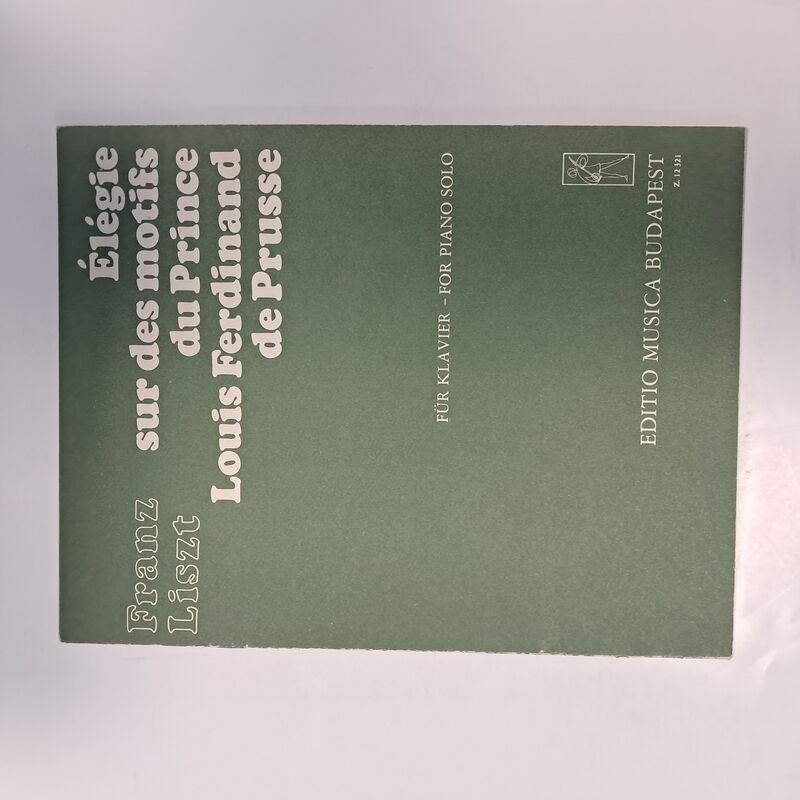 Franz
Liszt
Élégie
sur des motifs
du Prince
Louis Ferdinand
de Prusse
FÜR KLAVIER – FOR PIANO SOLO
EDITIO MUSICA BUDAPEST
Z. 12 321